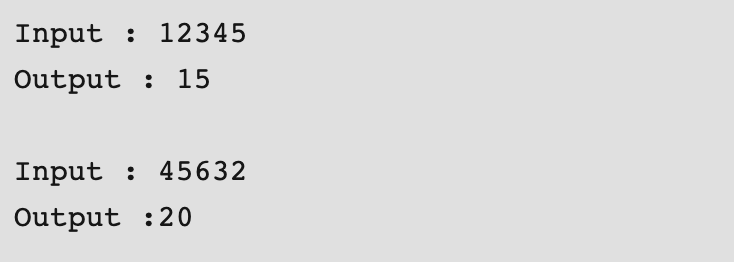 Input : 12345
Output : 15
Input : 45632
Output :20